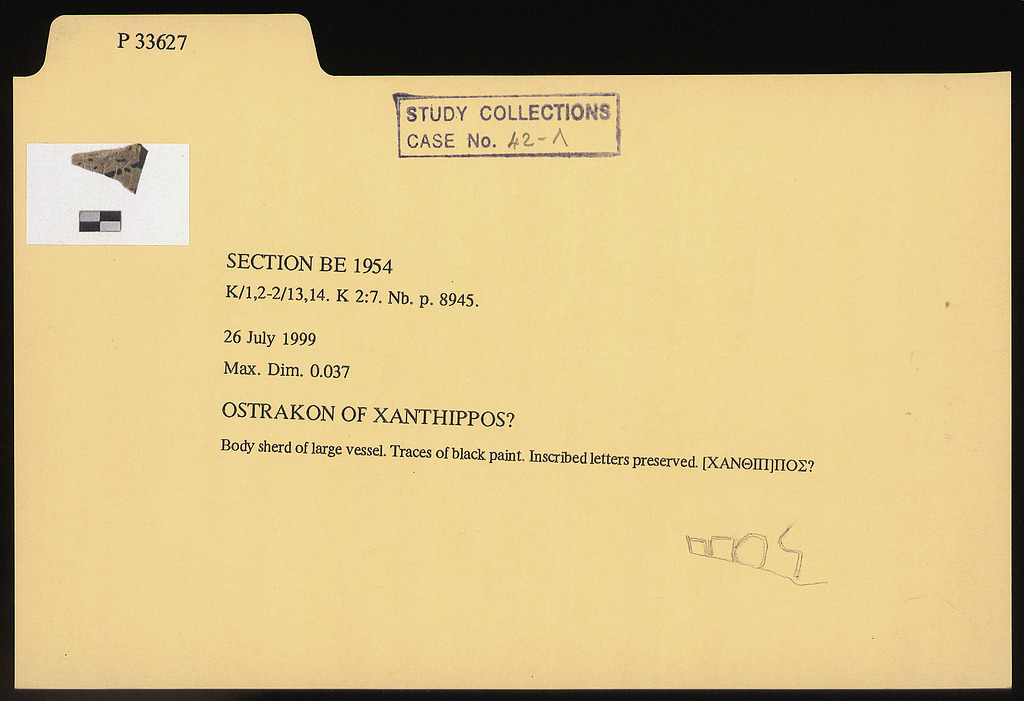 P 33627
STUDY COLLECTIONS
CASE No. 42-1
SECTION BE 1954
K/1,2-2/13,14. K 2:7. Nb. p. 8945.
26 July 1999
Max. Dim. 0.037
OSTRAKON OF XANTHIPPOS?
Body sherd of large vessel. Traces of black paint. Inscribed letters preserved. [ΧΑΝΘΙΠ]ΠΟΣ?